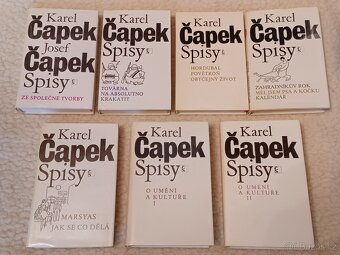 Karel
Čapek
Josef
Čapek
Spisy
ZE SPOLEČNÉ TVORBY
Karel
Čapek
Spisy
TOVÁRNA
NA ABSOLUTNO
KRAKATIT
Karel
Čapek
Spisy
HORDUBAL
POVĚTROŇ
OBYČEJNÝ ŽIVOT
Karel
Čapek
Spisy
ZAHRADNÍKŮV ROK
MĚL JSEM PSA A KOČKU
KALENDÁŘ
Karel
Čapek
Spisy
MARSYAS
JAK SE CO DĚLÁ
Karel
Čapek
Spisy
O UMĚNÍ
A KULTUŘE
I
Karel
Čapek
Spisy
O UMĚNÍ
A KULTUŘE
II